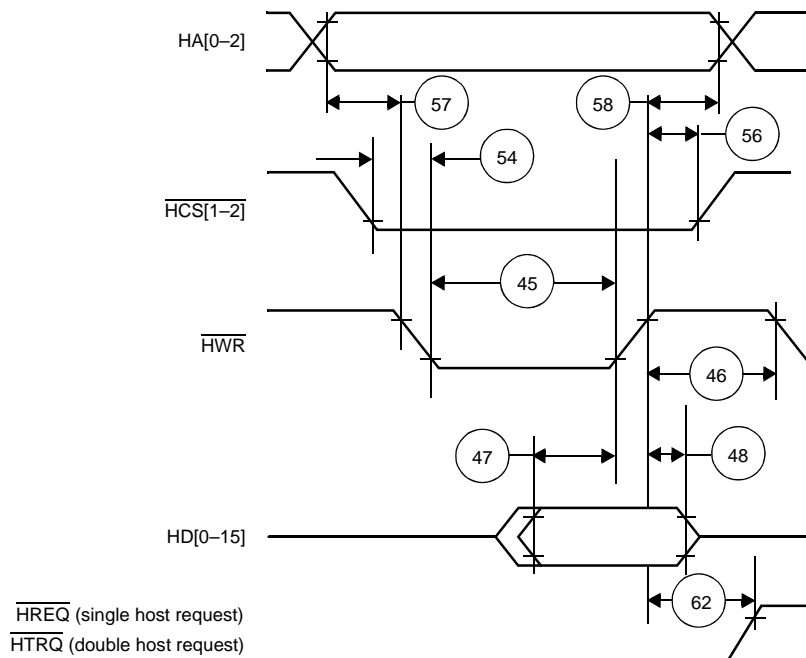 HA[0–2]
57
58
56
54
HCS[1–2]
45
HWR
46
47
48
HD[0–15]
62
HREQ (single host request)
HTRQ (double host request)